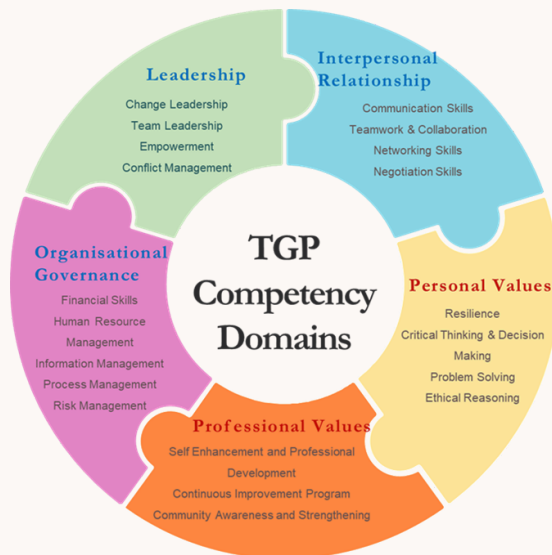 Leadership
Change Leadership
Team Leadership
Empowerment
Conflict Management
Interpersonal
Relationship
Communication Skills
Teamwork & Collaboration
Networking Skills
Negotiation Skills
Organisational
Governance
Financial Skills
Human Resource
Management
Information Management
Process Management
Risk Management
TGP
Competency
Domains
Personal Values
Resilience
Critical Thinking & Decision
Making
Problem Solving
Ethical Reasoning
Professional Values
Self Enhancement and Professional
Development
Continuous Improvement Program
Community Awareness and Strengthening